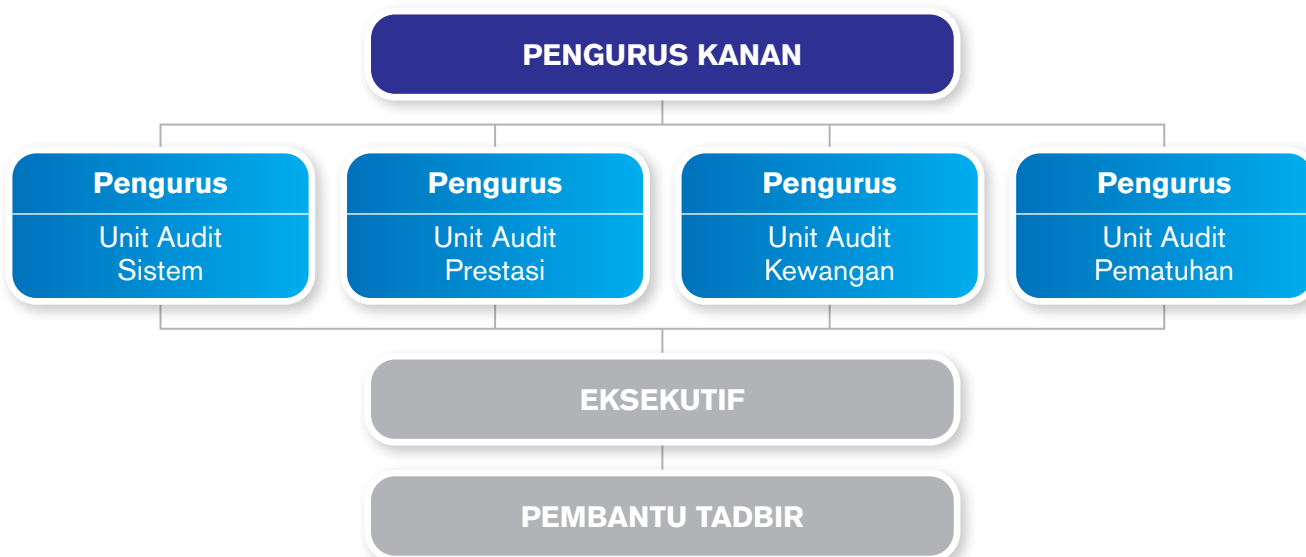 PENGURUS KANAN
Pengurus
Unit Audit
Sistem
Pengurus
Unit Audit
Prestasi
Pengurus
Unit Audit
Kewangan
Pengurus
Unit Audit
Pematuhan
EKSEKUTIF
PEMBANTU TADBIR